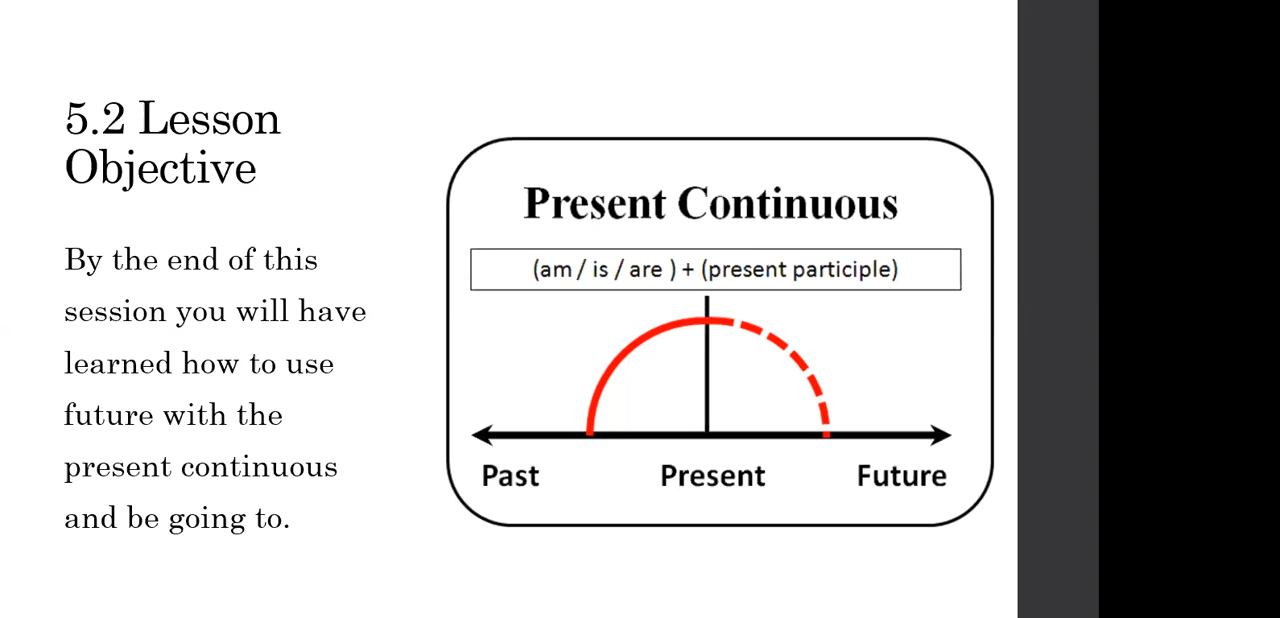 5.2 Lesson
Objective
By the end of this
session you will have
learned how to use
future with the
present continuous
and be going to.
Present Continuous
(am / is / are ) + (present participle)
Past Present Future